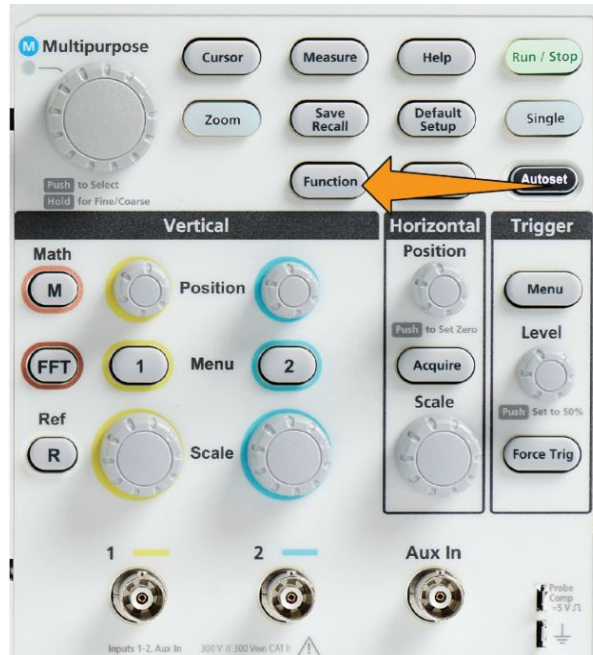 M Multipurpose
Cursor
Measure
Help
Run / Stop
Zoom
Save
Recall
Default
Setup
Single
Push to Select
Hold for Fine/Coarse
Function
Autoset
Vertical
Horizontal
Trigger
Math
M
Position
Position
Push to Set Zero
Menu
FFT
1
Menu
2
Acquire
Level
Push Set to 50%
Ref
R
Scale
Scale
Force Trig
1
2
Aux In
Inputs 1-2, Aux In
CAT II
Probe
Comp